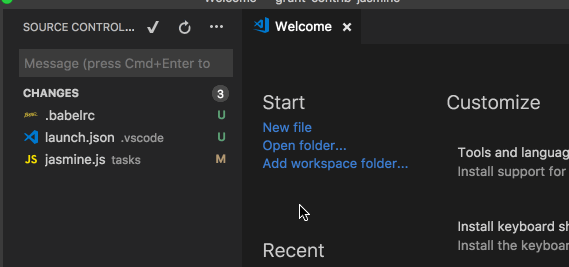 Welcome — grunt-contrib-jasmine
SOURCE CONTROL...
Welcome
Message (press Cmd+Enter to
CHANGES 3
.babelrc U
launch.json .vscode U
JS jasmine.js tasks M
Start
New file
Open folder...
Add workspace folder...
Recent
Customize
Tools and languag
Install support for
Install keyboard sh
Install the keyboard